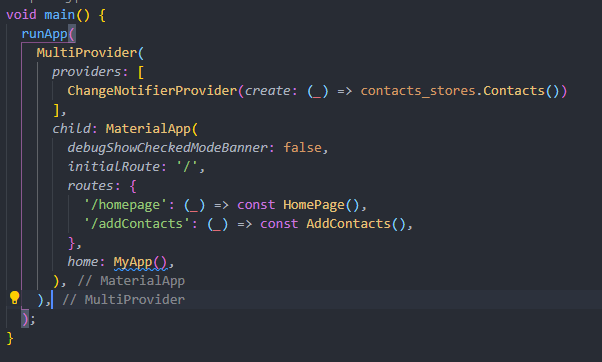 void main() {
  runApp(
    MultiProvider(
      providers: [
        ChangeNotifierProvider(create: (_) => contacts_stores.Contacts())
      ],
      child: MaterialApp(
        debugShowCheckedModeBanner: false,
        initialRoute: '/',
        routes: {
          '/homepage': (_) => const HomePage(),
          '/addContacts': (_) => const AddContacts(),
        },
        home: MyApp(),
      ), // MaterialApp
    ), // MultiProvider
  );
}